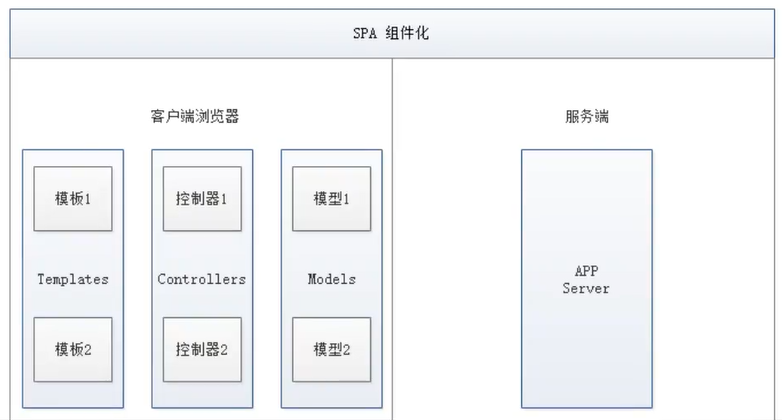 SPA 组件化
客户端浏览器
服务端
模板1
控制器1
模型1
Templates
Controllers
Models
APP
Server
模板2
控制器2
模型2